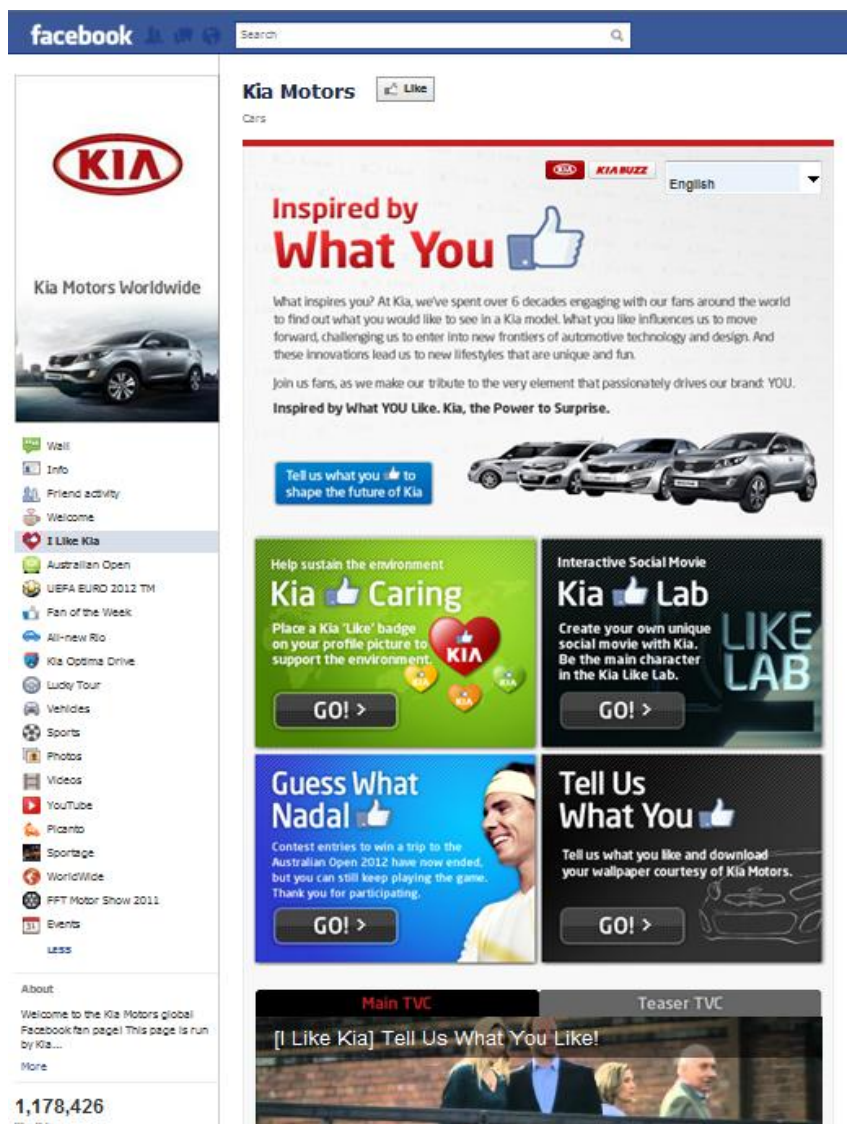 facebook
Search
KIA
Kia Motors Worldwide
Wall
Info
Friend activity
Welcome
I Like Kia
Australian Open
UEFA EURO 2012 TM
Fan of the Week
All-new Rio
Kia Optima Drive
Lucky Tour
Vehicles
Sports
Photos
Videos
YouTube
Picanto
Sportage
WorldWide
FFT Motor Show 2011
31 Events
LESS
About
Welcome to the Kia Motors global
Facebook fan page! This page is run
by Kia...
More
1,178,426
Kia Motors
Like
Cars
KIA
KIA BUZZ
English
Inspired by
What You
What inspires you? At Kia, we've spent over 6 decades engaging with our fans around the world
to find out what you would like to see in a Kia model. What you like influences us to move
forward, challenging us to enter into new frontiers of automotive technology and design. And
these innovations lead us to new lifestyles that are unique and fun.
Join us fans, as we make our tribute to the very element that passionately drives our brand: YOU.
Inspired by What YOU Like. Kia, the Power to Surprise.
Tell us what you to
shape the future of Kia
Help sustain the environment
Kia Caring
Place a Kia 'Like' badge
on your profile picture to
support the environment.
KIA
KIA
KIA
KIA
GO! >
Interactive Social Movie
Kia Lab
Create your own unique
social movie with Kia.
Be the main character
in the Kia Like Lab.
LIKE
LAB
GO! >
Guess What
Nadal
Contest entries to win a trip to the
Australian Open 2012 have now ended,
but you can still keep playing the game.
Thank you for participating.
GO! >
Tell Us
What You
Tell us what you like and download
your wallpaper courtesy of Kia Motors.
GO! >
Main TVC
Teaser TVC
[I Like Kia] Tell Us What You Like!